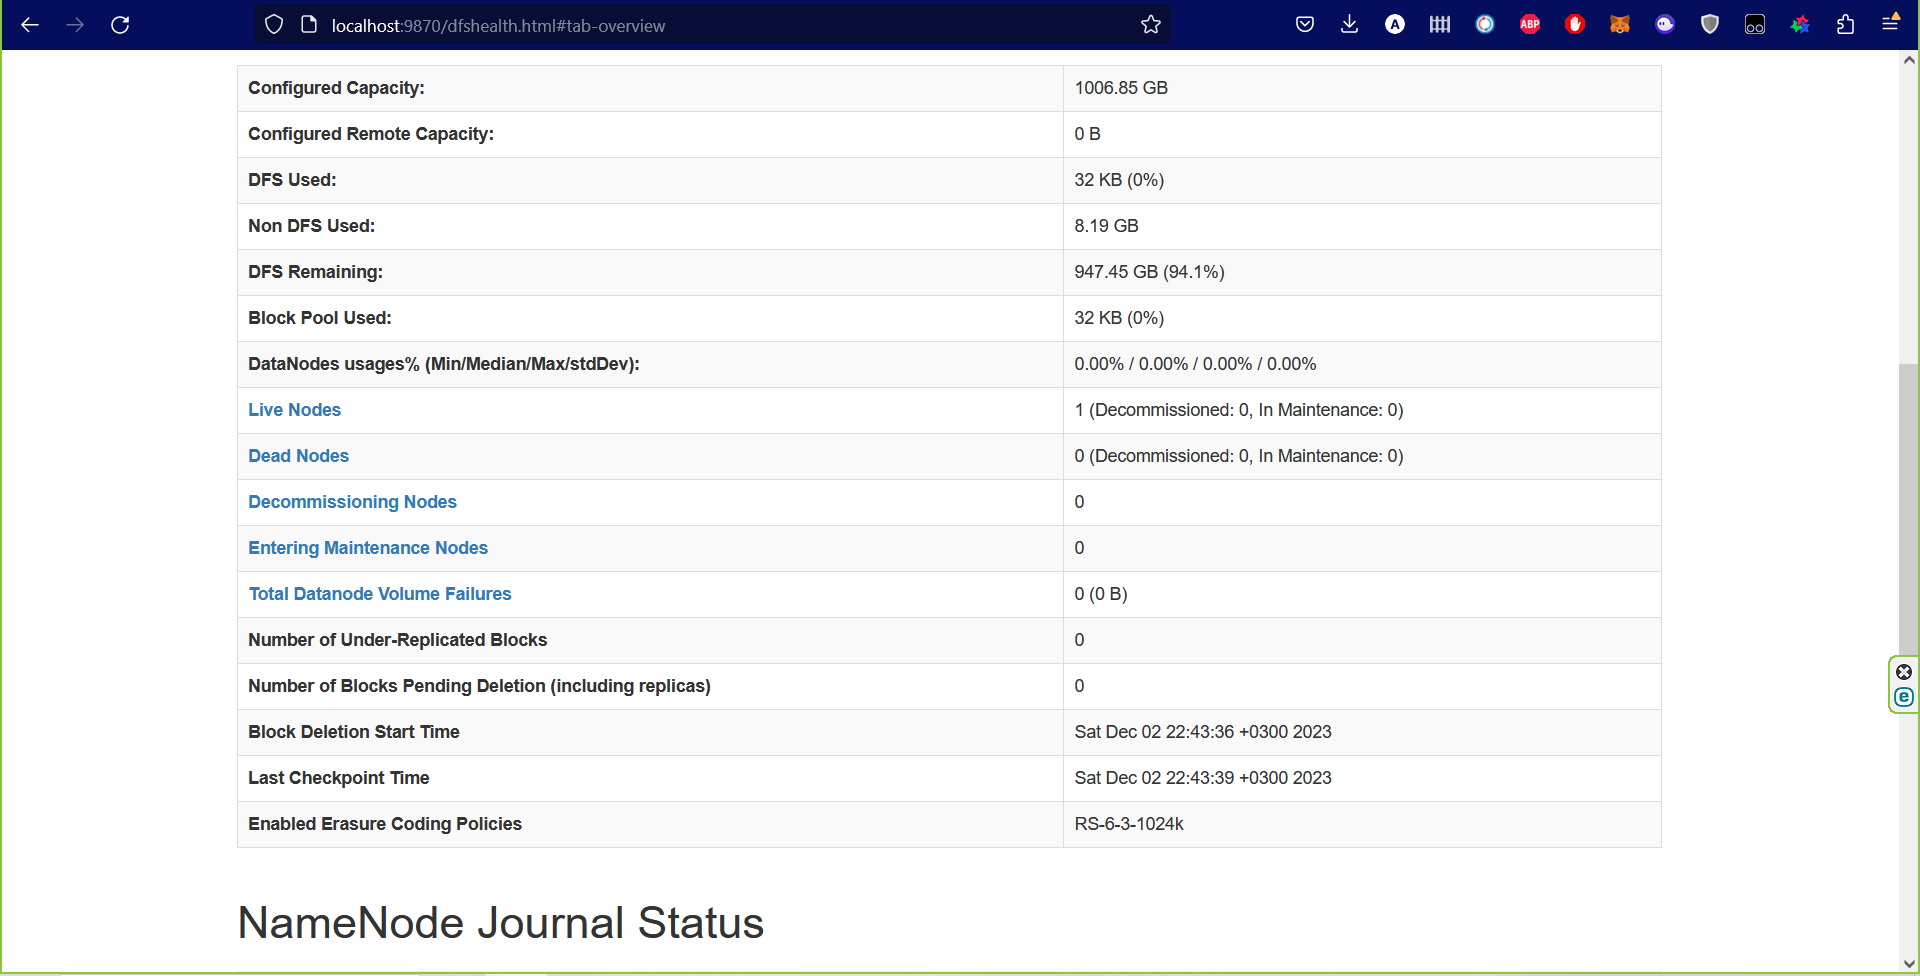 localhost:9870/dfshealth.html#tab-overview
A
ABP
Configured Capacity: 1006.85 GB
Configured Remote Capacity: 0 B
DFS Used: 32 KB (0%)
Non DFS Used: 8.19 GB
DFS Remaining: 947.45 GB (94.1%)
Block Pool Used: 32 KB (0%)
DataNodes usages% (Min/Median/Max/stdDev): 0.00% / 0.00% / 0.00% / 0.00%
Live Nodes 1 (Decommissioned: 0, In Maintenance: 0)
Dead Nodes 0 (Decommissioned: 0, In Maintenance: 0)
Decommissioning Nodes 0
Entering Maintenance Nodes 0
Total Datanode Volume Failures 0 (0 B)
Number of Under-Replicated Blocks 0
Number of Blocks Pending Deletion (including replicas) 0
Block Deletion Start Time Sat Dec 02 22:43:36 +0300 2023
Last Checkpoint Time Sat Dec 02 22:43:39 +0300 2023
Enabled Erasure Coding Policies RS-6-3-1024k
NameNode Journal Status